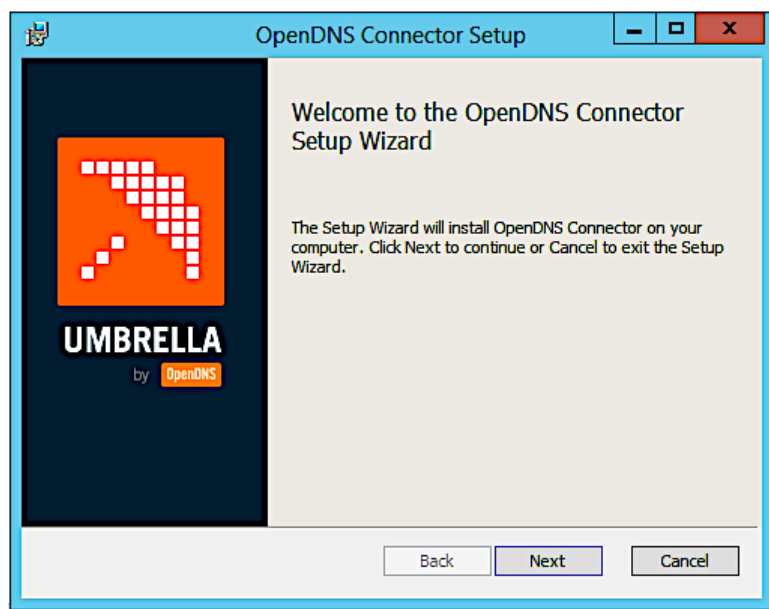 OpenDNS Connector Setup
Welcome to the OpenDNS Connector
Setup Wizard
The Setup Wizard will install OpenDNS Connector on your
computer. Click Next to continue or Cancel to exit the Setup
Wizard.
UMBRELLA
by OpenDNS
Back Next Cancel